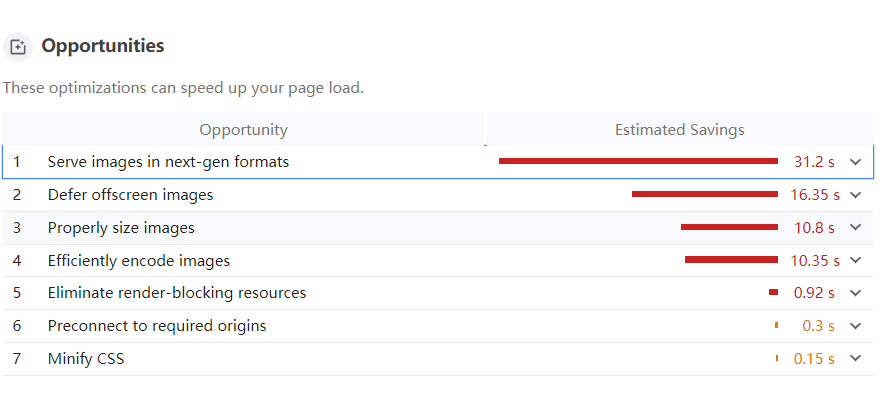 Opportunities
These optimizations can speed up your page load.
Opportunity Estimated Savings
1 Serve images in next-gen formats 31.2 s
2 Defer offscreen images 16.35 s
3 Properly size images 10.8 s
4 Efficiently encode images 10.35 s
5 Eliminate render-blocking resources 0.92 s
6 Preconnect to required origins 0.3 s
7 Minify CSS 0.15 s